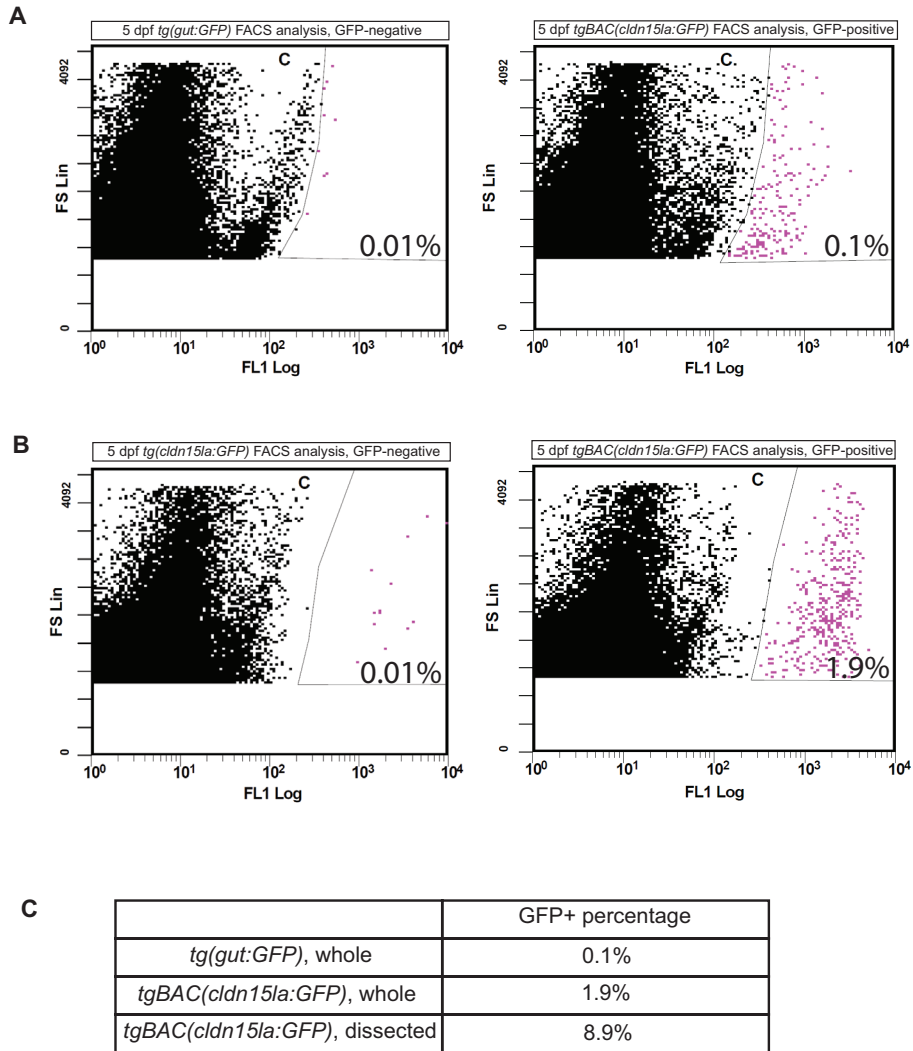 A
5 dpf tg(gut:GFP) FACS analysis, GFP-negative
5 dpf tgBAC(cldn15la:GFP) FACS analysis, GFP-positive
C
4092
FS Lin
0
0.01%
10^0 10^1 10^2 10^3 10^4
FL1 Log
C
4092
FS Lin
0
0.1%
10^0 10^1 10^2 10^3 10^4
FL1 Log
B
5 dpf tg(cldn15la:GFP) FACS analysis, GFP-negative
5 dpf tgBAC(cldn15la:GFP) FACS analysis, GFP-positive
C
4092
FS Lin
0
0.01%
10^0 10^1 10^2 10^3 10^4
FL1 Log
C
4092
FS Lin
0
1.9%
10^0 10^1 10^2 10^3 10^4
FL1 Log
C
GFP+ percentage
tg(gut:GFP), whole 0.1%
tgBAC(cldn15la:GFP), whole 1.9%
tgBAC(cldn15la:GFP), dissected 8.9%